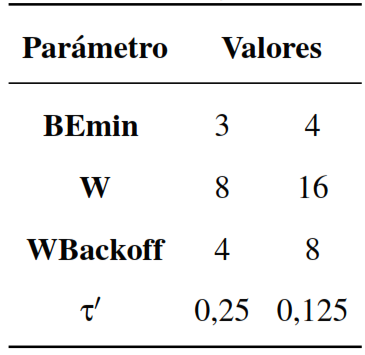 Parámetro Valores
BEmin 3 4
W 8 16
WBackoff 4 8
τ′ 0,25 0,125